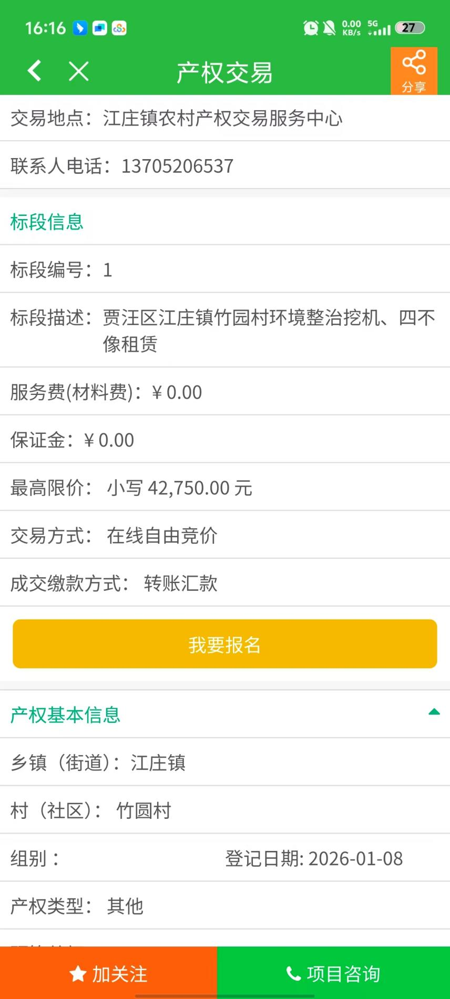 16:16 0.00 KB/s 5G 27
产权交易
分享
交易地点：江庄镇农村产权交易服务中心
联系人电话：13705206537
标段信息
标段编号：1
标段描述：贾汪区江庄镇竹园村环境整治挖机、四不
像租赁
服务费(材料费)：￥0.00
保证金：￥0.00
最高限价： 小写 42,750.00 元
交易方式： 在线自由竞价
成交缴款方式： 转账汇款
我要报名
产权基本信息
乡镇（街道）：江庄镇
村（社区）： 竹圆村
组别 ： 登记日期: 2026-01-08
产权类型： 其他
加关注 项目咨询